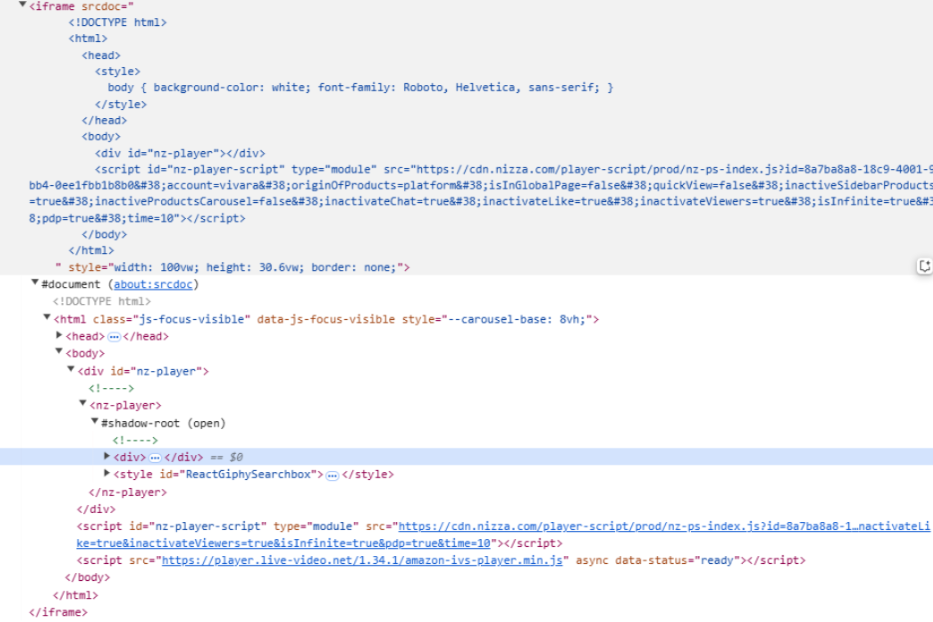 <iframe srcdoc="
<!DOCTYPE html>
<html>
<head>
<style>
body { background-color: white; font-family: Roboto, Helvetica, sans-serif; }
</style>
</head>
<body>
<div id="nz-player"></div>
<script id="nz-player-script" type="module" src="https://cdn.nizza.com/player-script/prod/nz-ps-index.js?id=8a7ba8a8-18c9-4001-9
bb4-0ee1fbb1b8b0&#38;account=vivara&#38;originOfProducts=platform&#38;isInGlobalPage=false&#38;quickView=false&#38;inactiveSidebarProducts
=true&#38;inactiveProductsCarousel=false&#38;inactivateChat=true&#38;inactivateLike=true&#38;inactivateViewers=true&#38;isInfinite=true&#3
8;pdp=true&#38;time=10"></script>
</body>
</html>
" style="width: 100vw; height: 30.6vw; border: none;">
#document (about:srcdoc)
<!DOCTYPE html>
<html class="js-focus-visible" data-js-focus-visible style="--carousel-base: 8vh;">
<head> … </head>
<body>
<div id="nz-player">
<!---->
<nz-player>
#shadow-root (open)
<!---->
<div> … </div> == $0
<style id="ReactGiphySearchbox"> … </style>
</nz-player>
</div>
<script id="nz-player-script" type="module" src="https://cdn.nizza.com/player-script/prod/nz-ps-index.js?id=8a7ba8a8-1…nactivateLi
ke=true&inactivateViewers=true&isInfinite=true&pdp=true&time=10"></script>
<script src="https://player.live-video.net/1.34.1/amazon-ivs-player.min.js" async data-status="ready"></script>
</body>
</html>
</iframe>